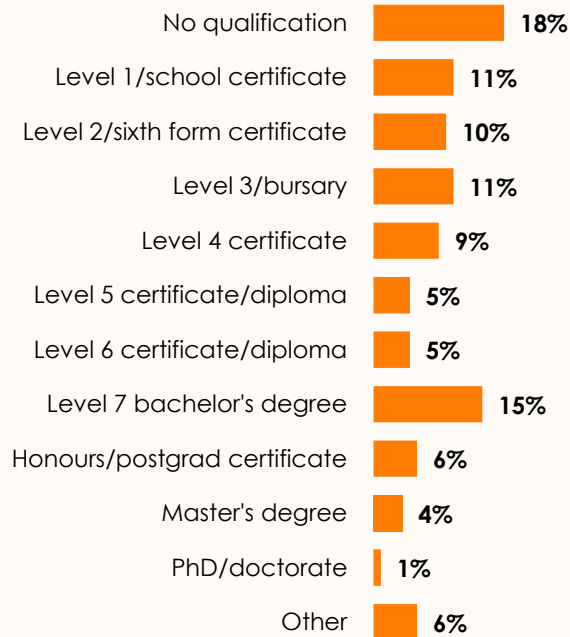 No qualification 18%
Level 1/school certificate 11%
Level 2/sixth form certificate 10%
Level 3/bursary 11%
Level 4 certificate 9%
Level 5 certificate/diploma 5%
Level 6 certificate/diploma 5%
Level 7 bachelor's degree 15%
Honours/postgrad certificate 6%
Master's degree 4%
PhD/doctorate 1%
Other 6%